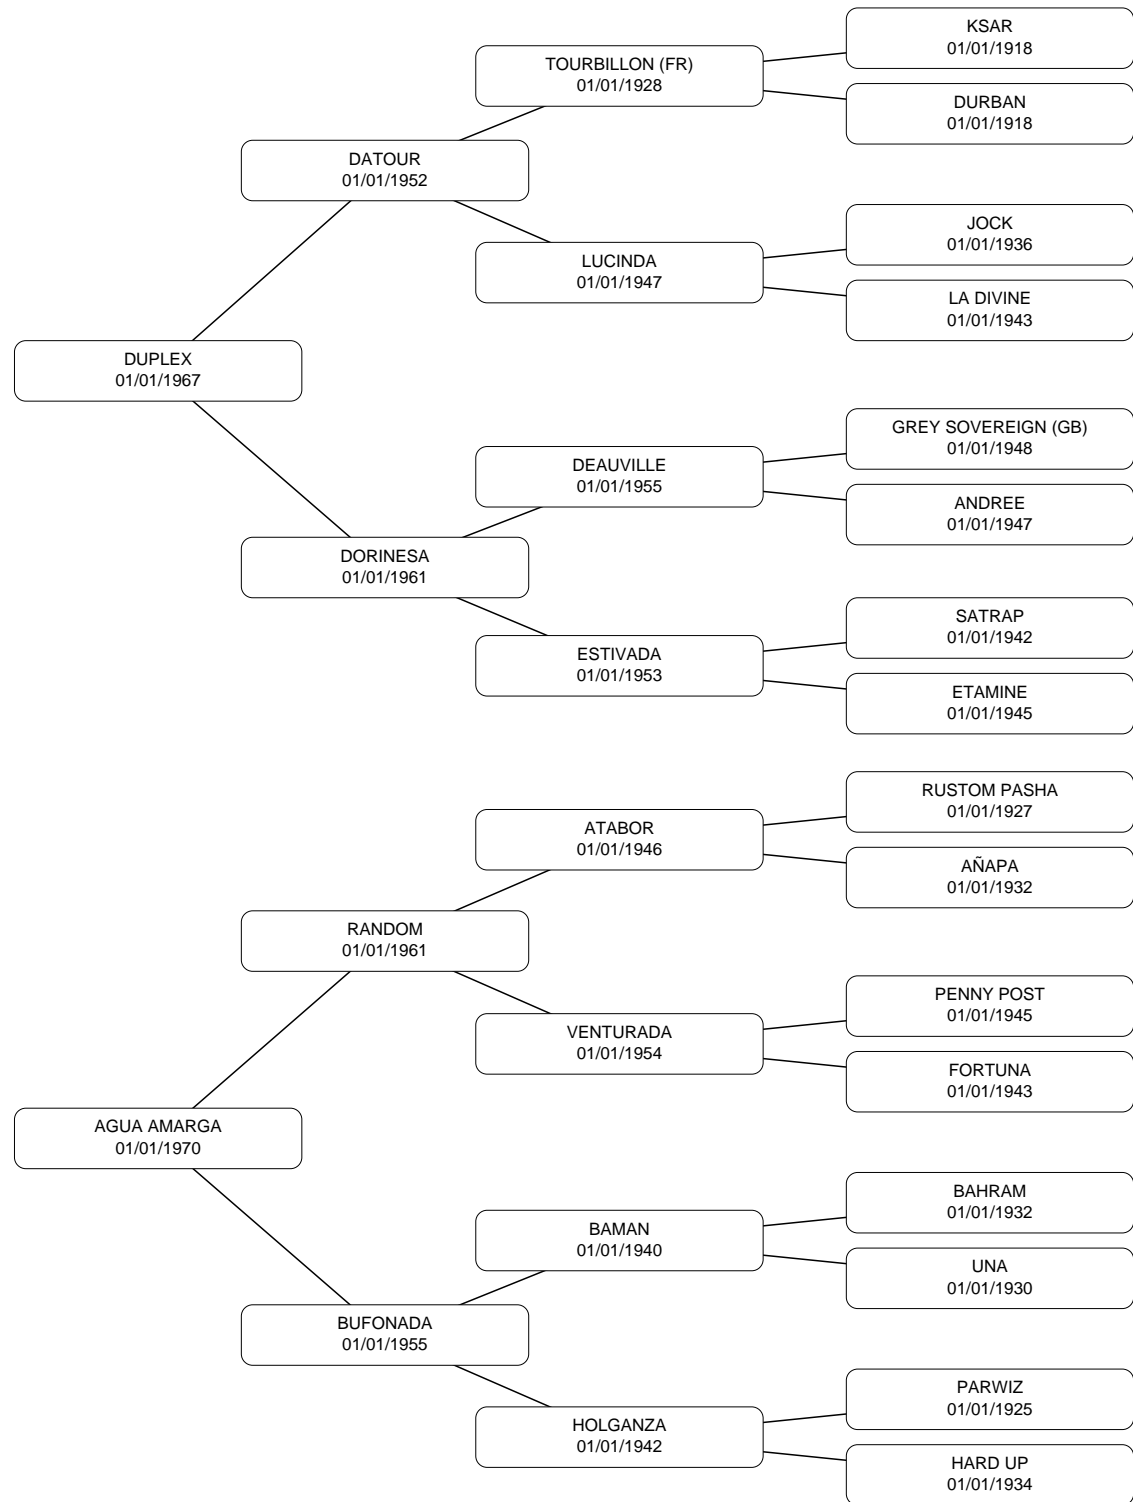 KSAR
01/01/1918
TOURBILLON (FR)
01/01/1928
DURBAN
01/01/1918
DATOUR
01/01/1952
JOCK
01/01/1936
LUCINDA
01/01/1947
LA DIVINE
01/01/1943
DUPLEX
01/01/1967
GREY SOVEREIGN (GB)
01/01/1948
DEAUVILLE
01/01/1955
ANDREE
01/01/1947
DORINESA
01/01/1961
SATRAP
01/01/1942
ESTIVADA
01/01/1953
ETAMINE
01/01/1945
RUSTOM PASHA
01/01/1927
ATABOR
01/01/1946
AÑAPA
01/01/1932
RANDOM
01/01/1961
PENNY POST
01/01/1945
VENTURADA
01/01/1954
FORTUNA
01/01/1943
AGUA AMARGA
01/01/1970
BAHRAM
01/01/1932
BAMAN
01/01/1940
UNA
01/01/1930
BUFONADA
01/01/1955
PARWIZ
01/01/1925
HOLGANZA
01/01/1942
HARD UP
01/01/1934